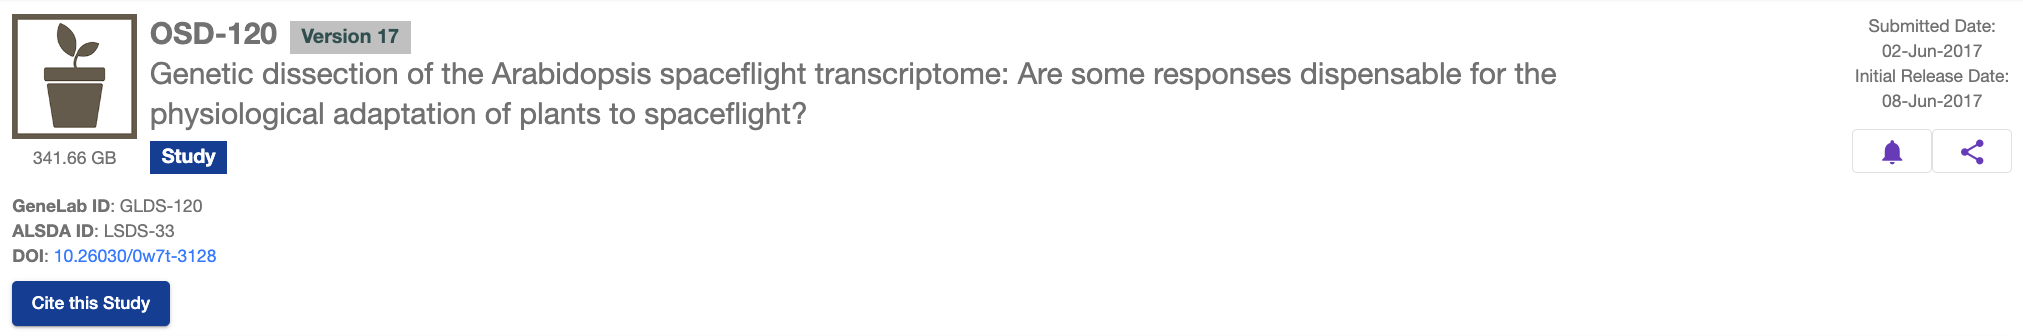 OSD-120 Version 17
Genetic dissection of the Arabidopsis spaceflight transcriptome: Are some responses dispensable for the
physiological adaptation of plants to spaceflight?
Study
341.66 GB
Submitted Date:
02-Jun-2017
Initial Release Date:
08-Jun-2017
GeneLab ID: GLDS-120
ALSDA ID: LSDS-33
DOI: 10.26030/0w7t-3128
Cite this Study